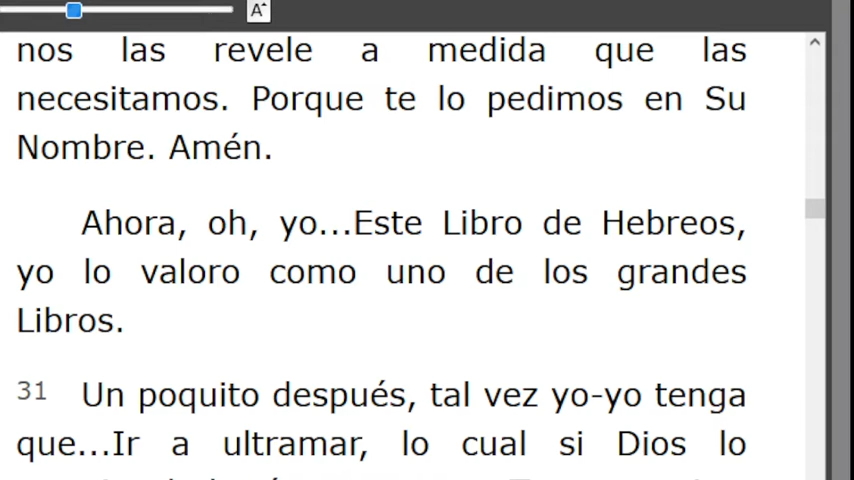 A
nos las revele a medida que las
necesitamos. Porque te lo pedimos en Su
Nombre. Amén.
Ahora, oh, yo...Este Libro de Hebreos,
yo lo valoro como uno de los grandes
Libros.
31 Un poquito después, tal vez yo-yo tenga
que...Ir a ultramar, lo cual si Dios lo